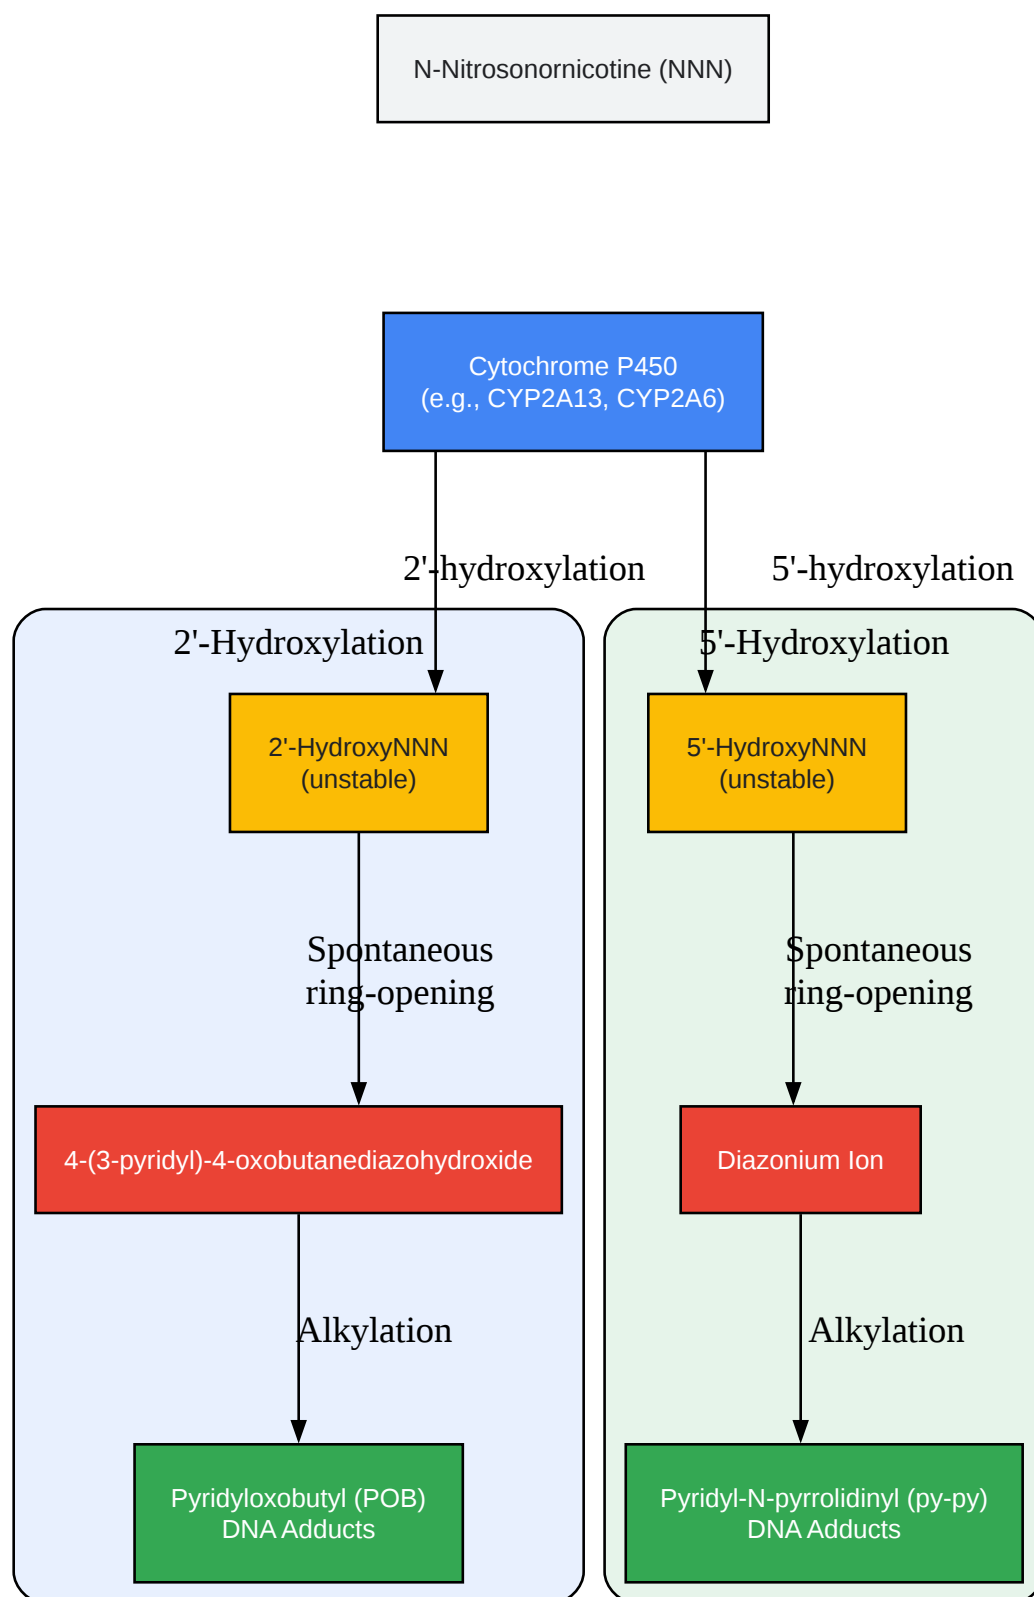 N-Nitrosonornicotine (NNN)
Cytochrome P450
(e.g., CYP2A13, CYP2A6)
2'-hydroxylation
5'-hydroxylation
2'-Hydroxylation
5'-Hydroxylation
2'-HydroxyNNN
(unstable)
5'-HydroxyNNN
(unstable)
Spontaneous
ring-opening
Spontaneous
ring-opening
4-(3-pyridyl)-4-oxobutanediazohydroxide
Diazonium Ion
Alkylation
Alkylation
Pyridyloxobutyl (POB)
DNA Adducts
Pyridyl-N-pyrrolidinyl (py-py)
DNA Adducts